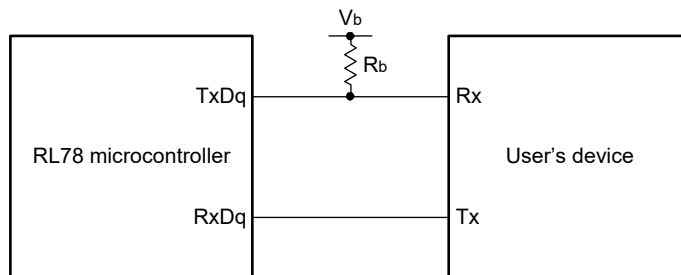 Vb
Rb
TxDq
Rx
RL78 microcontroller
User's device
RxDq
Tx